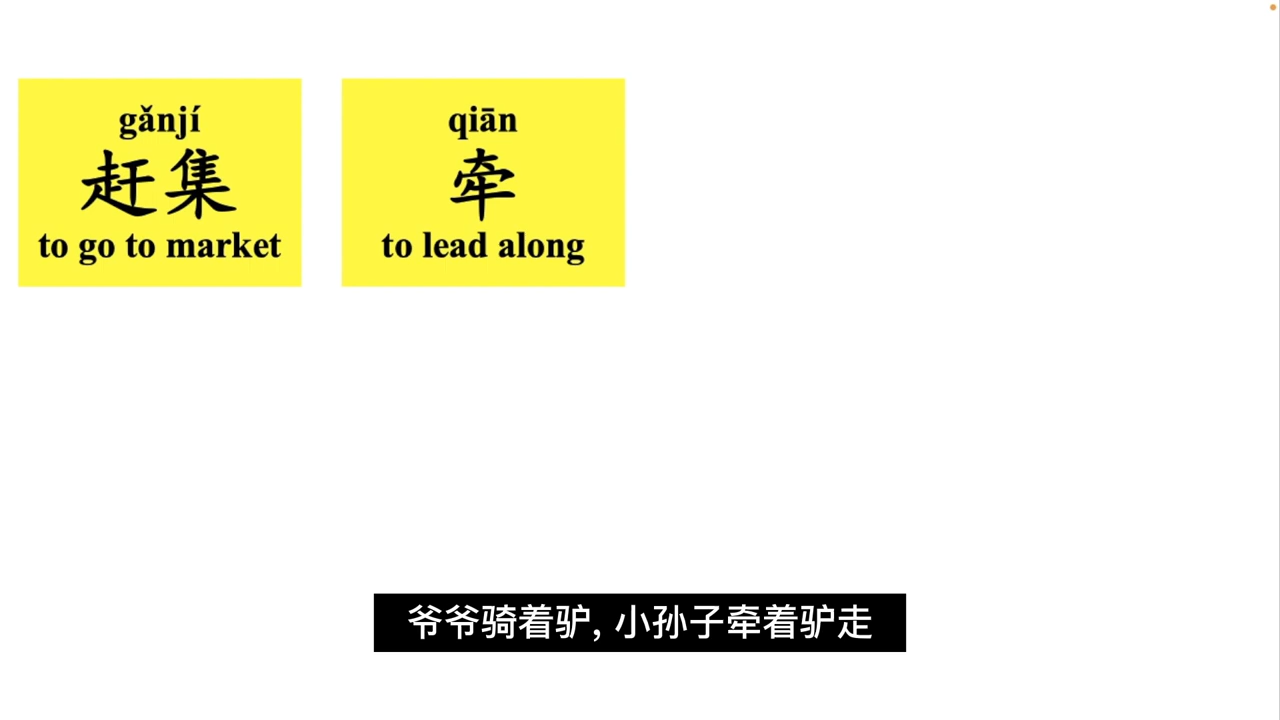 gǎnjí
赶集
to go to market
qiān
牵
to lead along
爷爷骑着驴, 小孙子牵着驴走